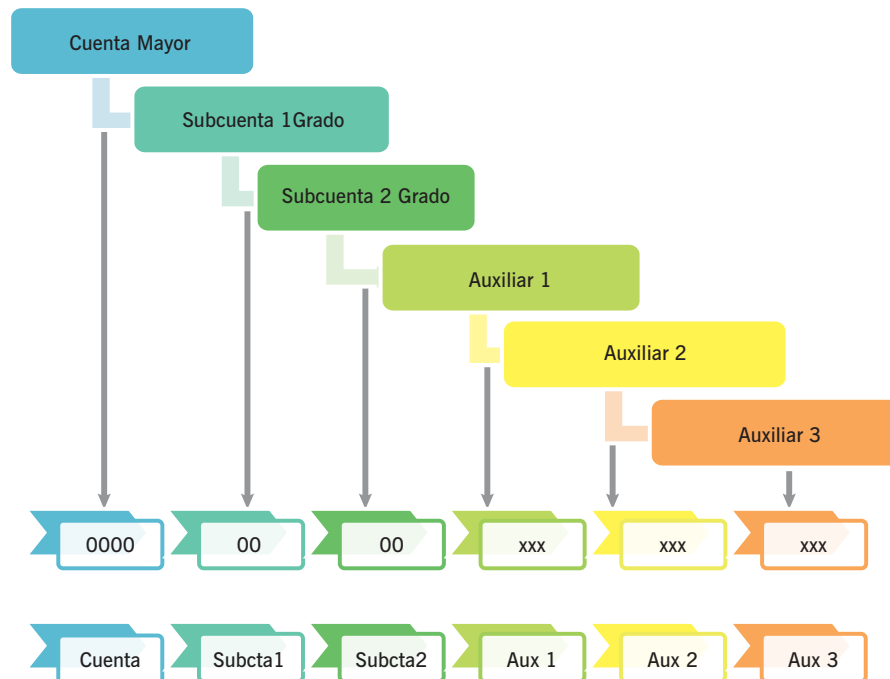 Cuenta Mayor
Subcuenta 1Grado
Subcuenta 2 Grado
Auxiliar 1
Auxiliar 2
Auxiliar 3
0000 00 00 xxx xxx xxx
Cuenta Subcta1 Subcta2 Aux 1 Aux 2 Aux 3